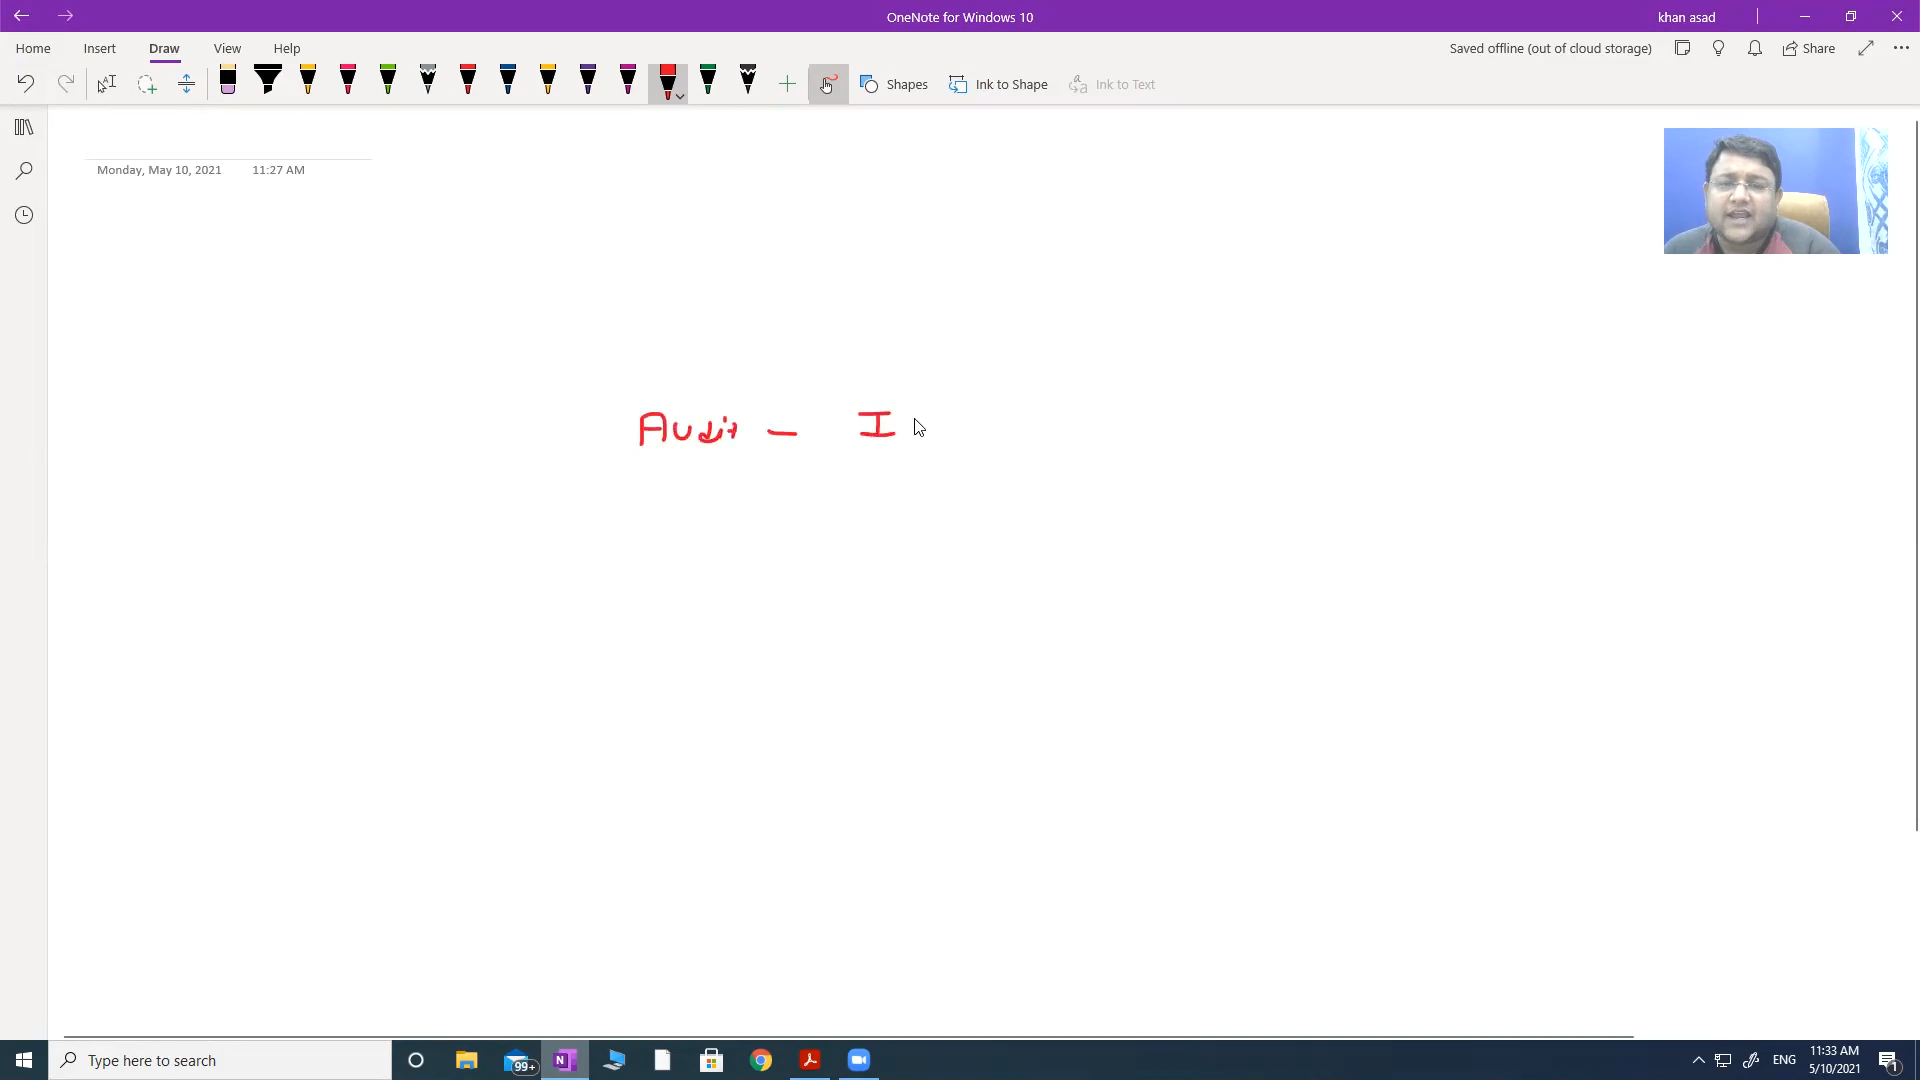 OneNote for Windows 10
khan asad
Home Insert Draw View Help
Saved offline (out of cloud storage)
Share
Shapes
Ink to Shape
Ink to Text
Monday, May 10, 2021 11:27 AM
Audit - I
Type here to search
99+
N
ENG
11:33 AM
5/10/2021
1